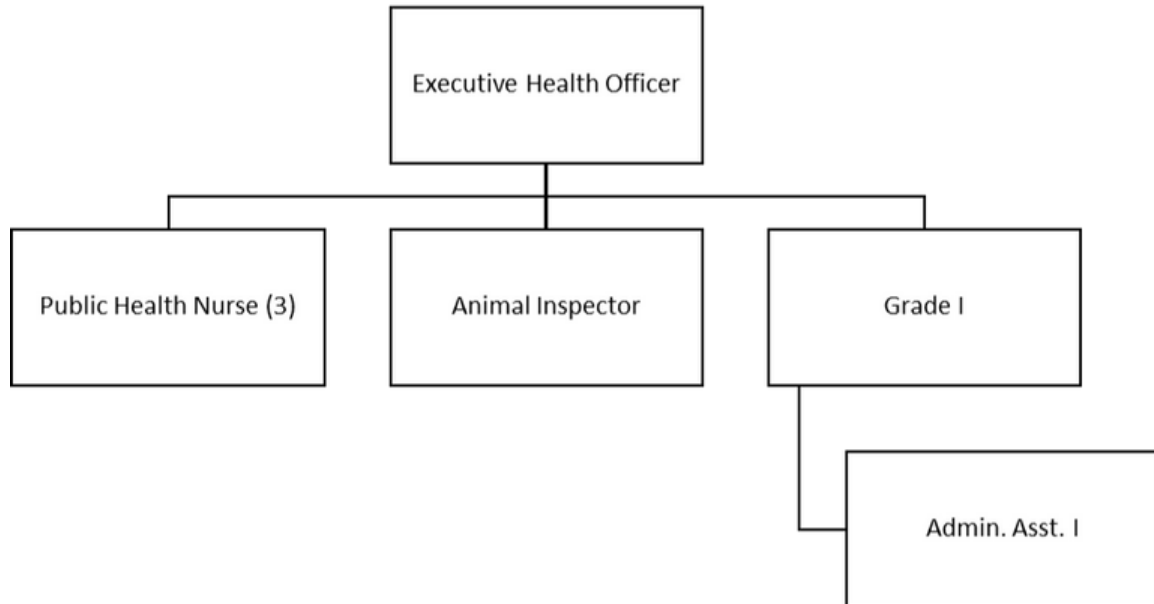 Executive Health Officer
Public Health Nurse (3)
Animal Inspector
Grade I
Admin. Asst. I